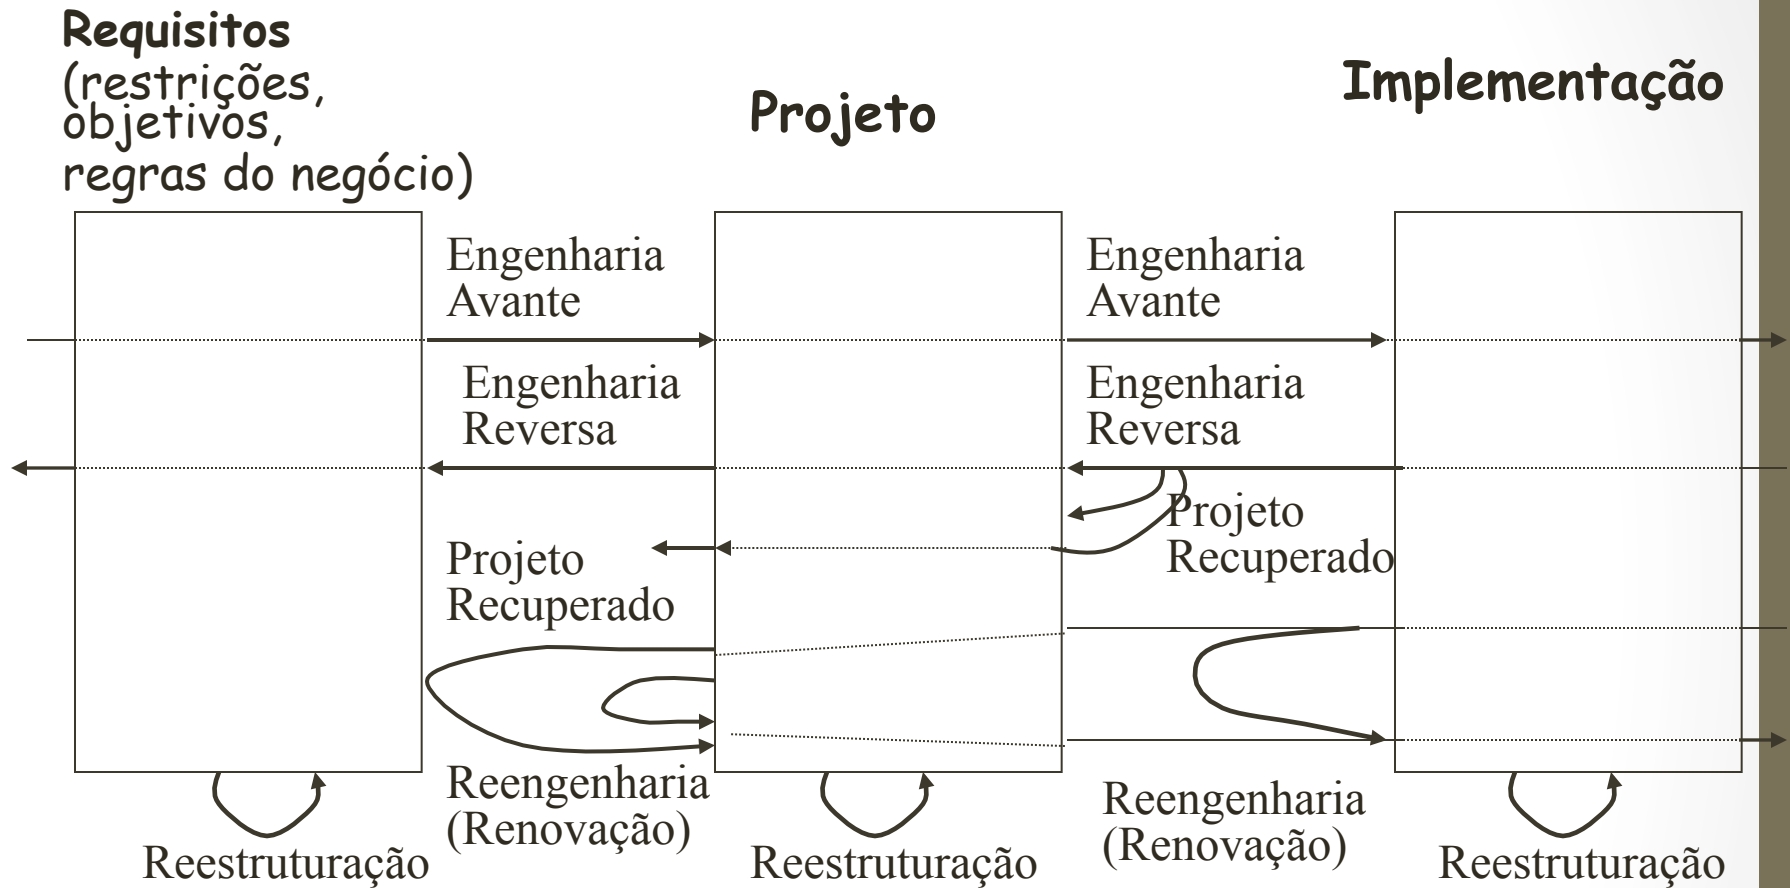 Requisitos
(restrições,
objetivos,
regras do negócio)
Projeto
Implementação
Engenharia
Avante
Engenharia
Avante
Engenharia
Reversa
Engenharia
Reversa
Projeto
Recuperado
Projeto
Recuperado
Reengenharia
(Renovação)
Reengenharia
(Renovação)
Reestruturação
Reestruturação
Reestruturação